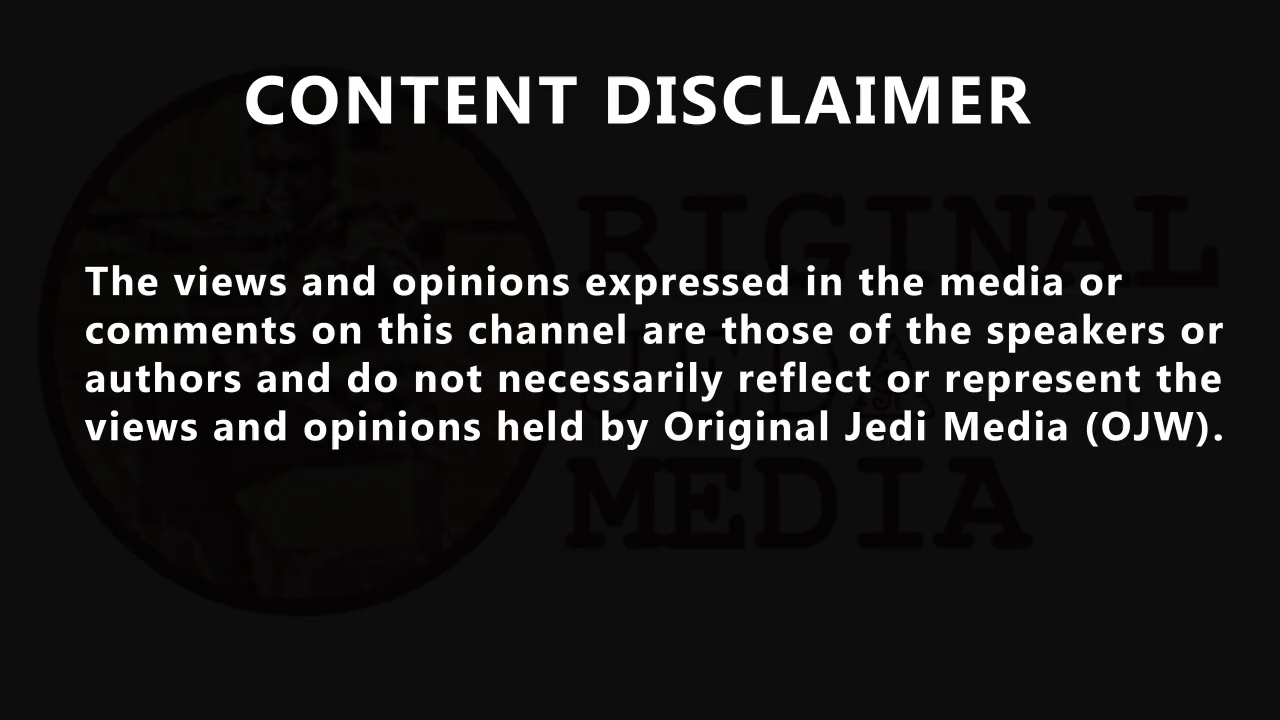 CONTENT DISCLAIMER
RIGINAL
The views and opinions expressed in the media or
comments on this channel are those of the speakers or
authors and do not necessarily reflect or represent the
views and opinions held by Original Jedi Media (OJW).
MEDIA